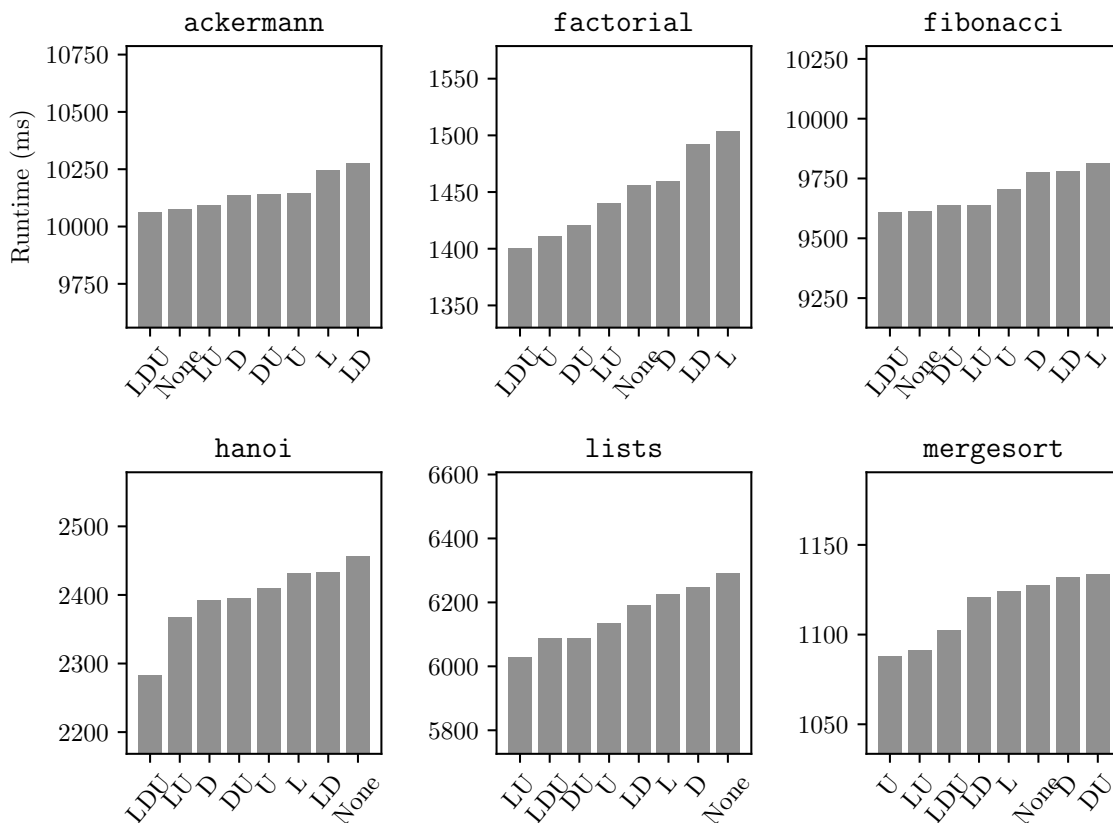 ackermann
Runtime (ms)
10750
10500
10250
10000
9750
LDU
None
LU
D
DU
U
L
LD
factorial
1550
1500
1450
1400
1350
LDU
U
DU
LU
None
D
LD
L
fibonacci
10250
10000
9750
9500
9250
LDU
None
DU
LU
U
D
LD
L
hanoi
2500
2400
2300
2200
LDU
LU
D
DU
U
L
LD
None
lists
6600
6400
6200
6000
5800
LU
LDU
DU
U
LD
L
D
None
mergesort
1150
1100
1050
U
LU
LDU
LD
L
None
D
DU